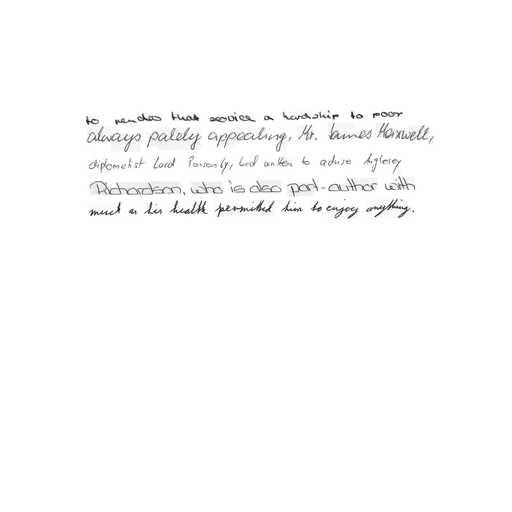 to render that service a hardship to poor
always palely appealing, Mr. James Maxwell,
diplomatist Lord Ponsonby, had written to advise Anglesey
Richardson, who is also part-author with
much as his health permitted him to enjoy anything.